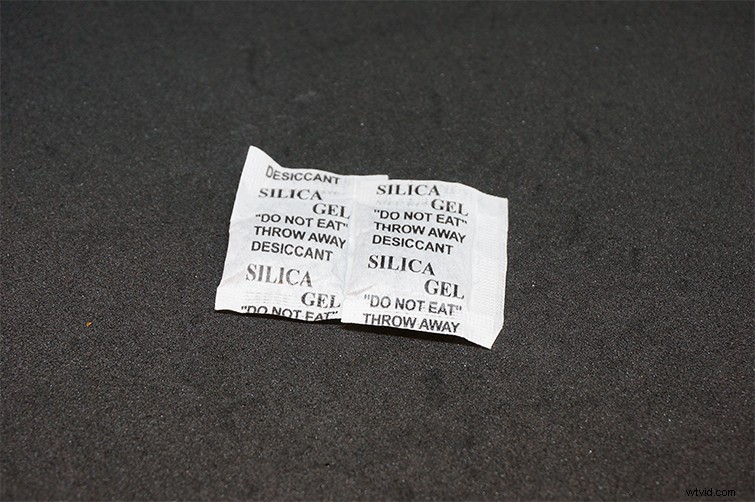 DESICCANT
SILICA
GEL
"DO NOT EAT"
THROW AWAY
DESICCANT
SILICA
GEL
"DO NOT EAT"
SILICA
GEL
"DO NOT EAT"
THROW AWAY
DESICCANT
SILICA
GEL
"DO NOT EAT"
THROW AWAY
wtvid.com